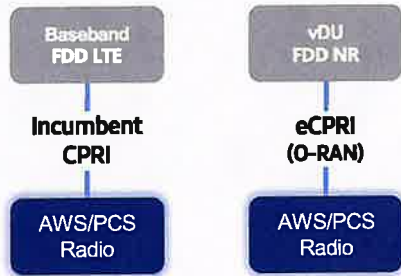 Baseband
FDD LTE
Incumbent
CPRI
AWS/PCS
Radio
vDU
FDD NR
eCPRI
(O-RAN)
AWS/PCS
Radio